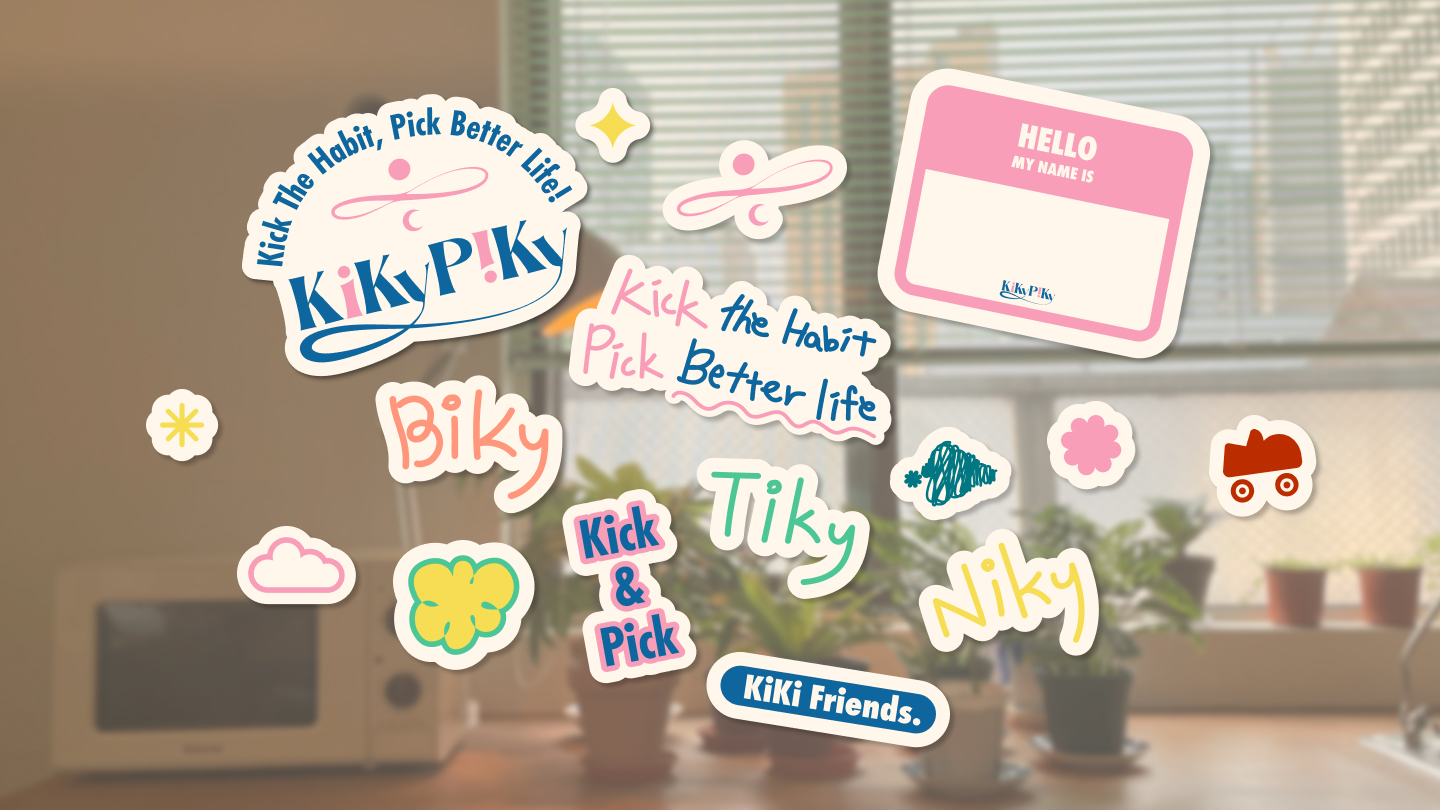 Kick The Habit, Pick Better Life!
KiKyP!Ky
HELLO
MY NAME IS
KiKyP!Ky
Kick the Habit
Pick Better life
Biky
Tiky
Kick
&
Pick
Niky
KiKi Friends.